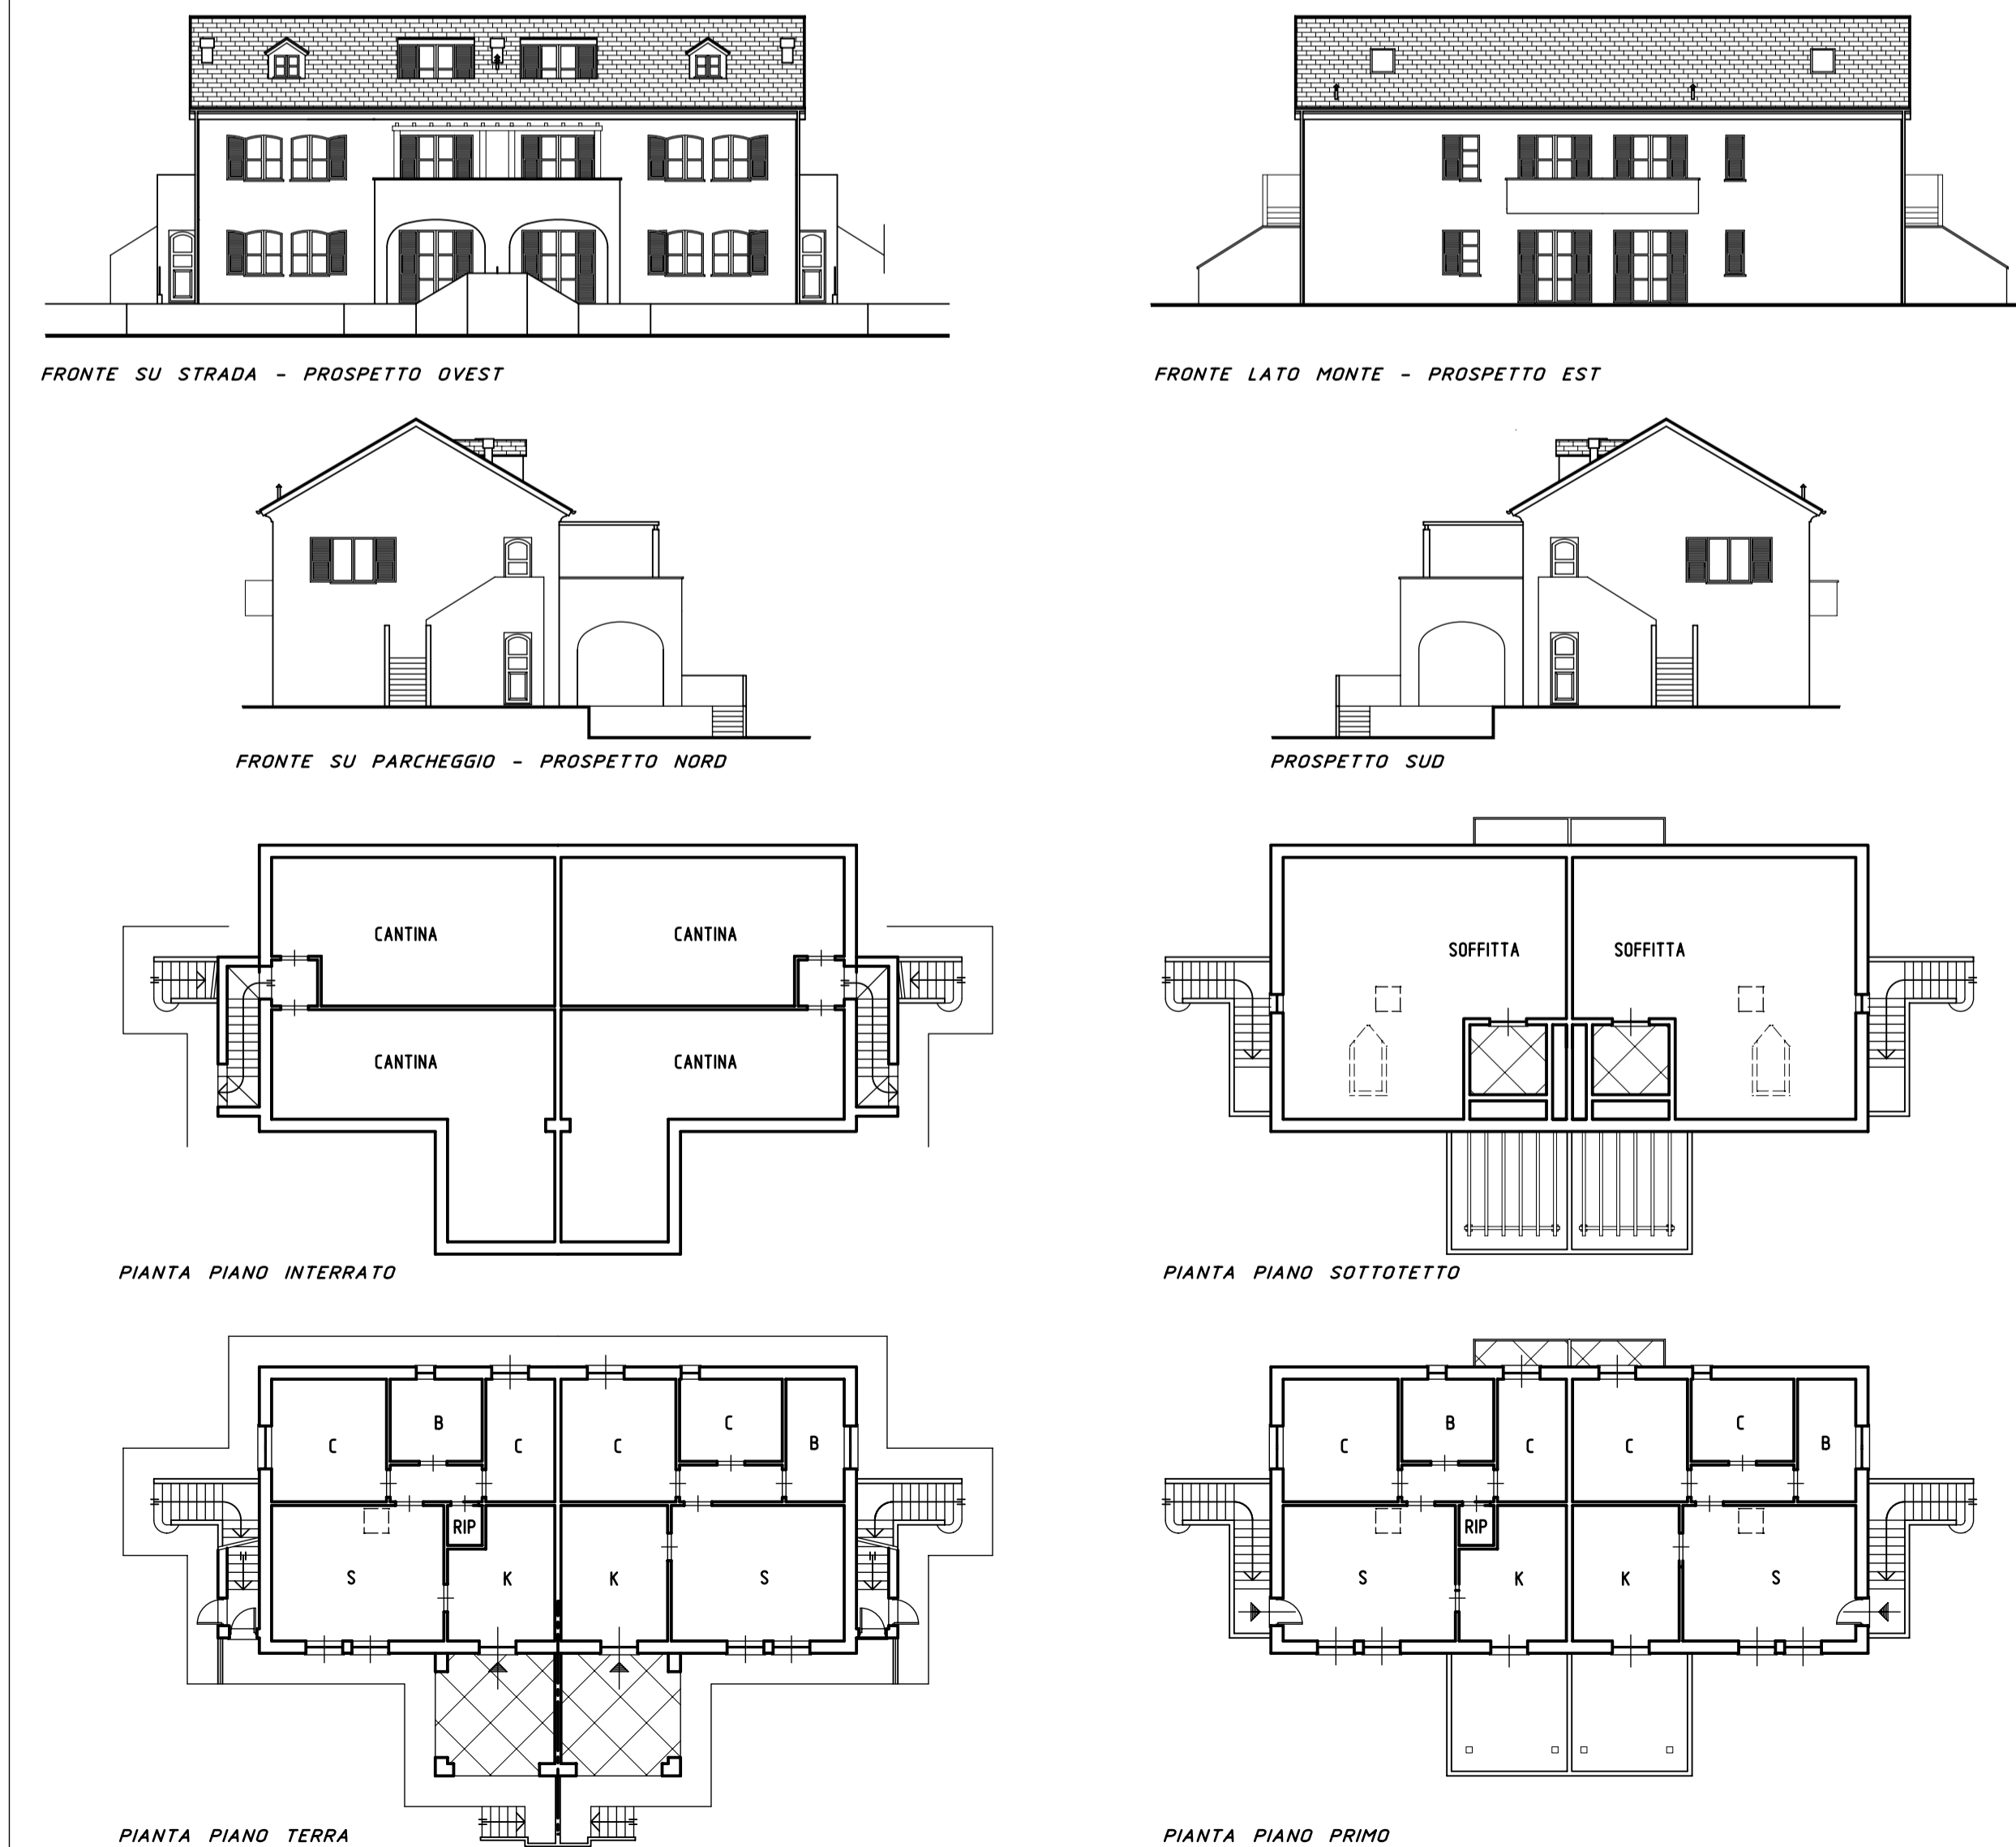 FRONTE SU STRADA - PROSPETTO OVEST
FRONTE LATO MONTE - PROSPETTO EST
FRONTE SU PARCHEGGIO - PROSPETTO NORD
PROSPETTO SUD
CANTINA
CANTINA
CANTINA
CANTINA
PIANTA PIANO INTERRATO
SOFFITTA
SOFFITTA
PIANTA PIANO SOTTOTETTO
B
C
C
C
C
B
RIP
S
K
K
S
PIANTA PIANO TERRA
B
C
C
C
C
B
RIP
S
K
K
S
PIANTA PIANO PRIMO